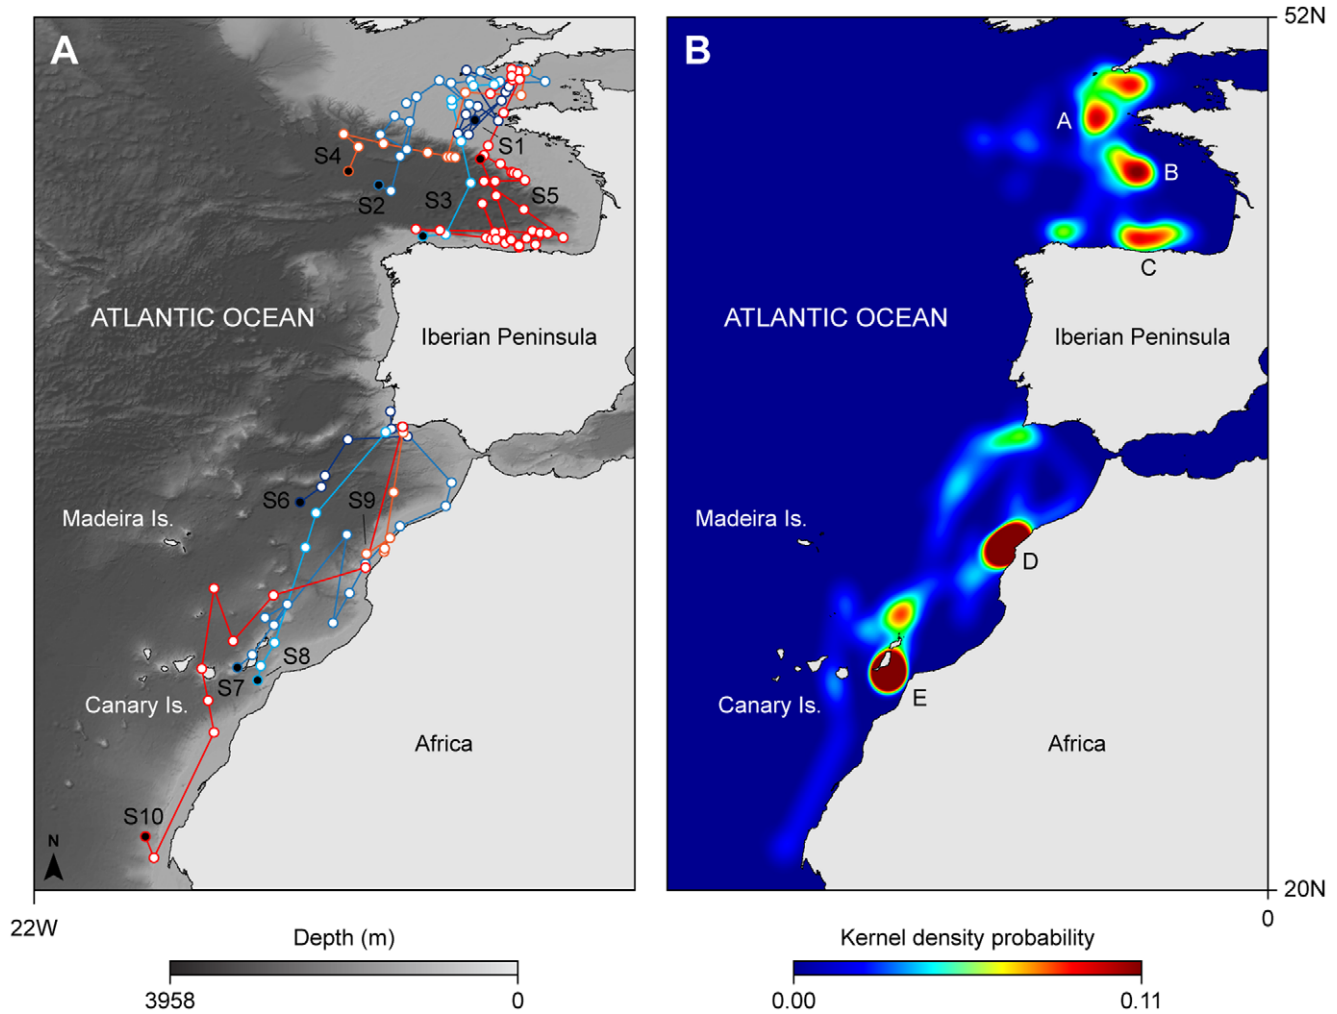 A
S1
S4
S2
S3
S5
ATLANTIC OCEAN
Iberian Peninsula
S6
S9
Madeira Is.
S8
S7
Canary Is.
Africa
S10
N
22W
Depth (m)
3958
0
B
52N
A
B
C
ATLANTIC OCEAN
Iberian Peninsula
Madeira Is.
D
E
Canary Is.
Africa
20N
0
Kernel density probability
0.00
0.11